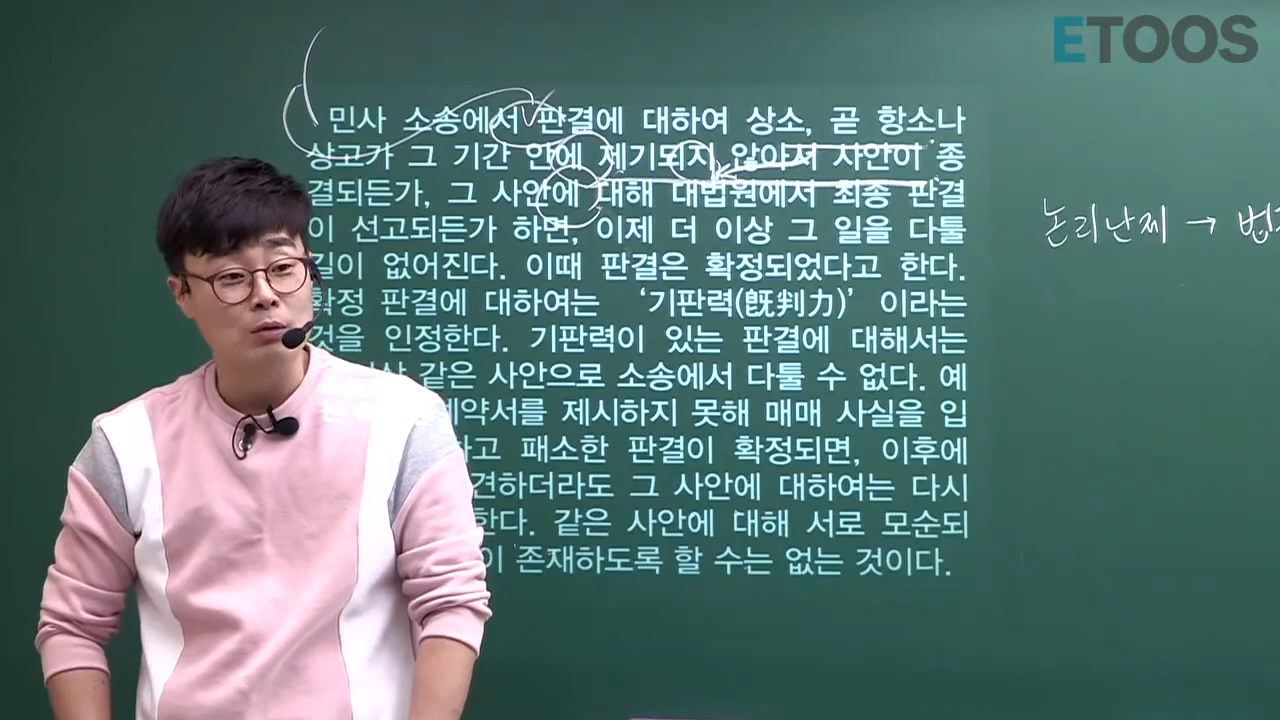 ETOOS
민사 소송에서 판결에 대하여 상소, 곧 항소나
상고가 그 기간 안에 제기되지 않아서 사안이 종
결되든가, 그 사안에 대해 대법원에서 최종 판결
이 선고되든가 하면, 이제 더 이상 그 일을 다툴
길이 없어진다. 이때 판결은 확정되었다고 한다.
확정 판결에 대하여는 ‘기판력(旣判力)’ 이라는
것을 인정한다. 기판력이 있는 판결에 대해서는
같은 사안으로 소송에서 다툴 수 없다. 예
계약서를 제시하지 못해 매매 사실을 입
하고 패소한 판결이 확정되면, 이후에
견하더라도 그 사안에 대하여는 다시
한다. 같은 사안에 대해 서로 모순되
이 존재하도록 할 수는 없는 것이다.
논리난제 → 법